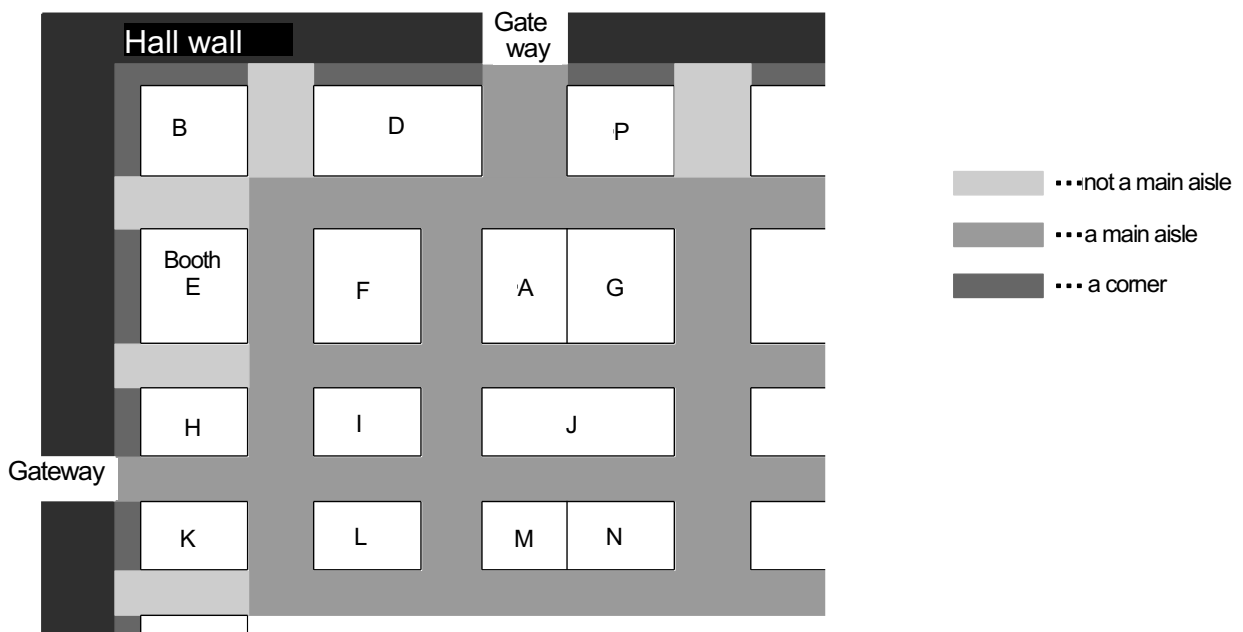 Gate
way
Hall wall
B
D
P
not a main aisle
a main aisle
Booth
E
F
A
G
a corner
H
I
J
Gateway
K
L
M
N